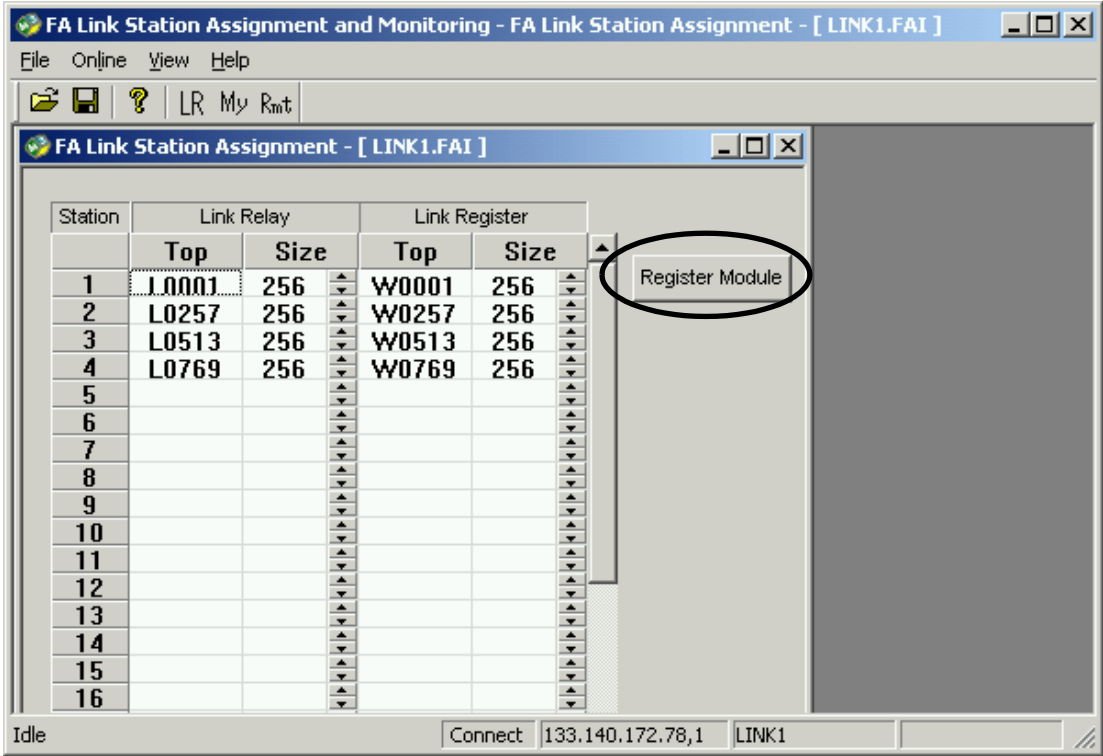 FA Link Station Assignment and Monitoring - FA Link Station Assignment - [ LINK1.FAI ]
File Online View Help
LR My Rmt
FA Link Station Assignment - [ LINK1.FAI ]
Station Link Relay Link Register
Top Size Top Size
Register Module
1 L0001 256 W0001 256
2 L0257 256 W0257 256
3 L0513 256 W0513 256
4 L0769 256 W0769 256
5
6
7
8
9
10
11
12
13
14
15
16
Idle Connect 133.140.172.78,1 LINK1